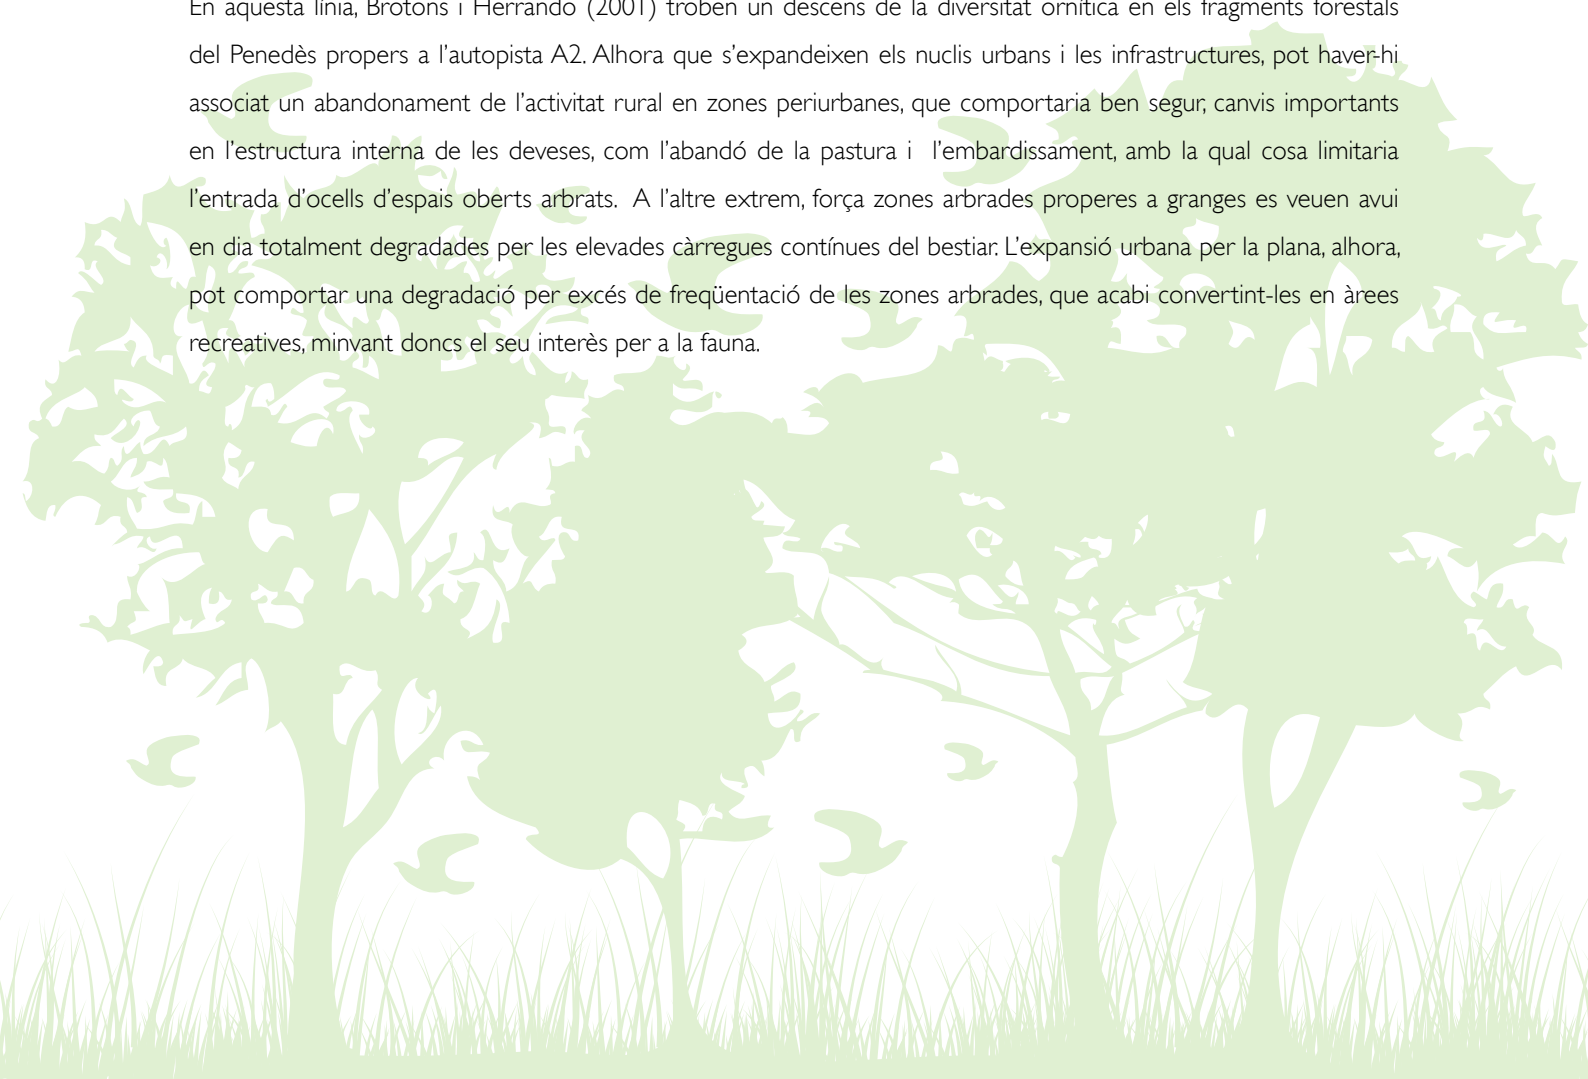 En aquesta línia, Brotons i Herrando (2001) troben un descens de la diversitat ornítica en els fragments forestals
del Penedès propers a l'autopista A2. Alhora que s'expandeixen els nuclis urbans i les infrastructures, pot haver-hi
associat un abandonament de l'activitat rural en zones periurbanes, que comportaria ben segur, canvis importants
en l'estructura interna de les deveses, com l'abandó de la pastura i l'embardissament, amb la qual cosa limitaria
l'entrada d'ocells d'espais oberts arbrats. A l'altre extrem, força zones arbrades properes a granges es veuen avui
en dia totalment degradades per les elevades càrregues contínues del bestiar. L'expansió urbana per la plana, alhora,
pot comportar una degradació per excés de freqüentació de les zones arbrades, que acabi convertint-les en àrees
recreatives, minvant doncs el seu interès per a la fauna.